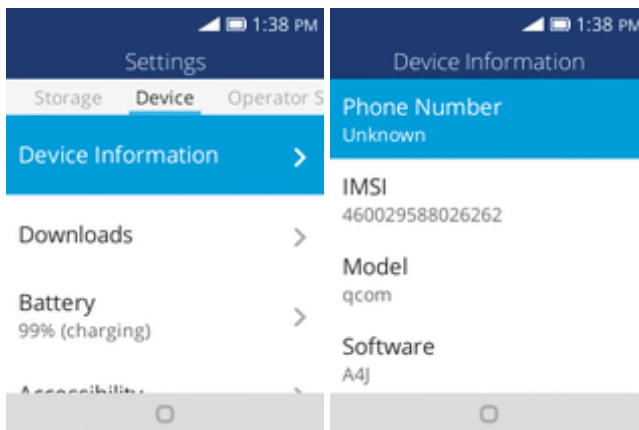 1:38 PM
Settings
Storage Device Operator S
Device Information
Downloads
Battery
99% (charging)
Accessibility
1:38 PM
Device Information
Phone Number
Unknown
IMSI
460029588026262
Model
qcom
Software
A4J